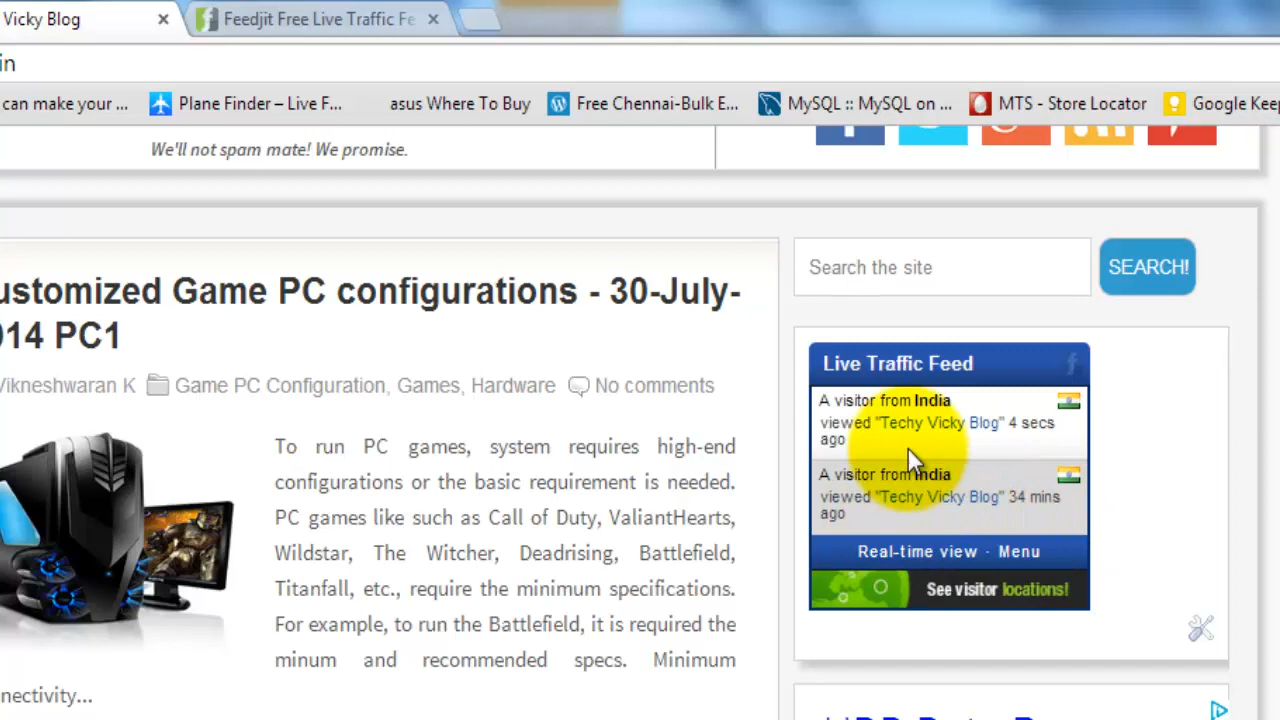 Vicky Blog
Feedjit Free Live Traffic Fe
in
can make your ...
Plane Finder – Live F...
asus Where To Buy
Free Chennai-Bulk E...
MySQL :: MySQL on ...
MTS - Store Locator
Google Keep
We'll not spam mate! We promise.
ustomized Game PC configurations - 30-July-
014 PC1
Vikneshwaran K Game PC Configuration, Games, Hardware No comments
To run PC games, system requires high-end
configurations or the basic requirement is needed.
PC games like such as Call of Duty, ValiantHearts,
Wildstar, The Witcher, Deadrising, Battlefield,
Titanfall, etc., require the minimum specifications.
For example, to run the Battlefield, it is required the
minum and recommended specs. Minimum
nectivity...
Search the site
SEARCH!
Live Traffic Feed
A visitor from India
viewed "Techy Vicky Blog" 4 secs
ago
A visitor from India
viewed "Techy Vicky Blog" 34 mins
ago
Real-time view · Menu
See visitor locations!